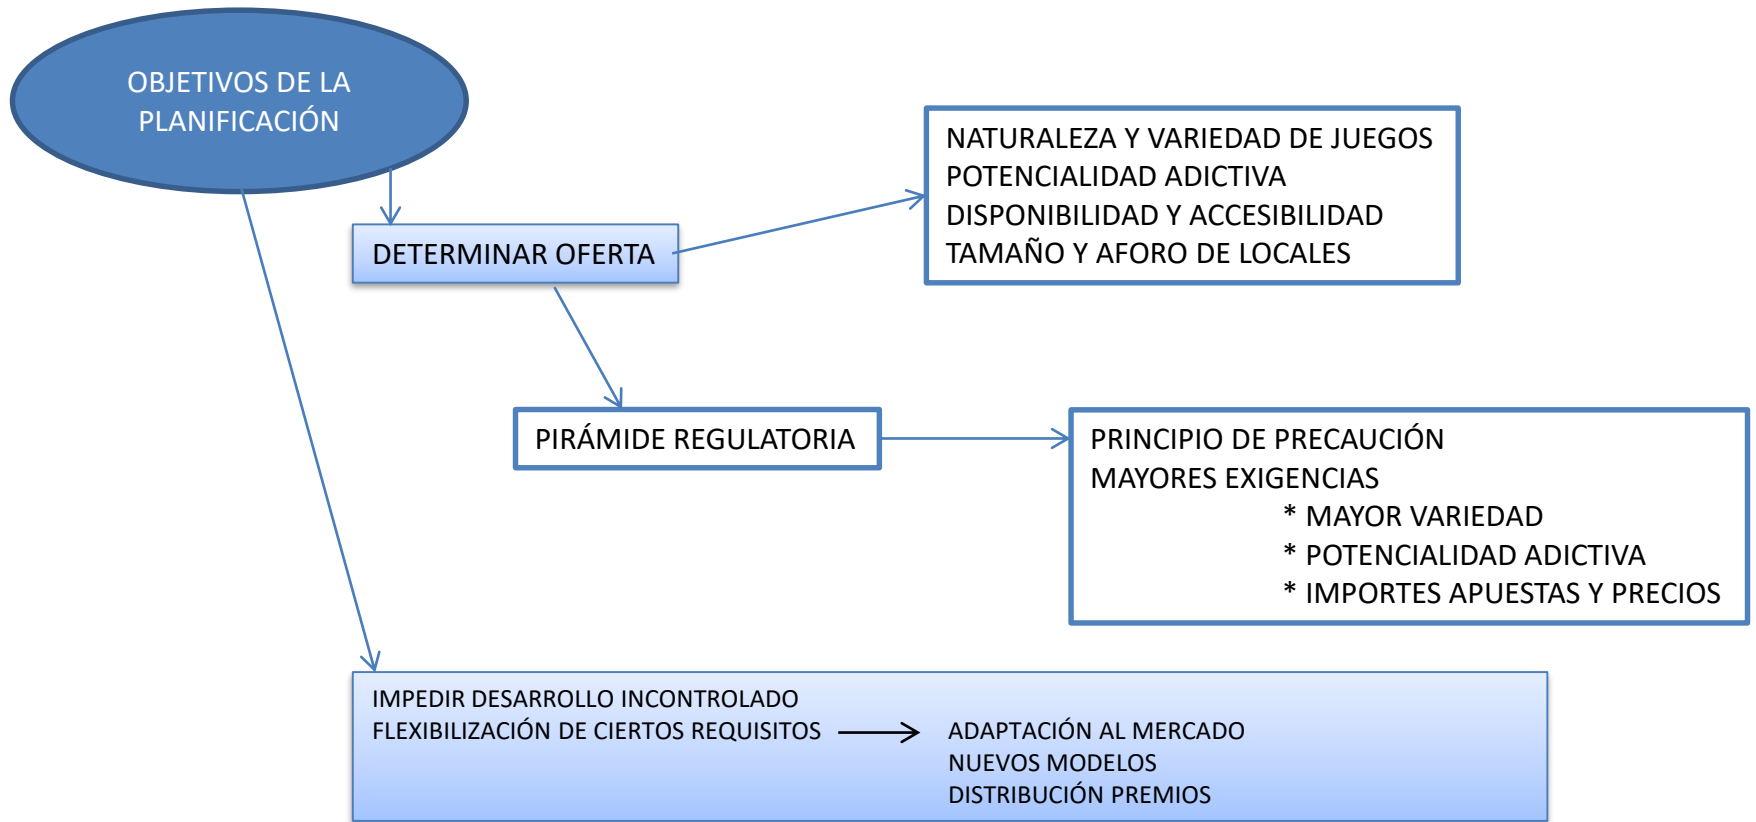 OBJETIVOS DE LA
PLANIFICACIÓN
NATURALEZA Y VARIEDAD DE JUEGOS
POTENCIALIDAD ADICTIVA
DISPONIBILIDAD Y ACCESIBILIDAD
TAMAÑO Y AFORO DE LOCALES
DETERMINAR OFERTA
PIRÁMIDE REGULATORIA
PRINCIPIO DE PRECAUCIÓN
MAYORES EXIGENCIAS
* MAYOR VARIEDAD
* POTENCIALIDAD ADICTIVA
* IMPORTES APUESTAS Y PRECIOS
IMPEDIR DESARROLLO INCONTROLADO
FLEXIBILIZACIÓN DE CIERTOS REQUISITOS
ADAPTACIÓN AL MERCADO
NUEVOS MODELOS
DISTRIBUCIÓN PREMIOS